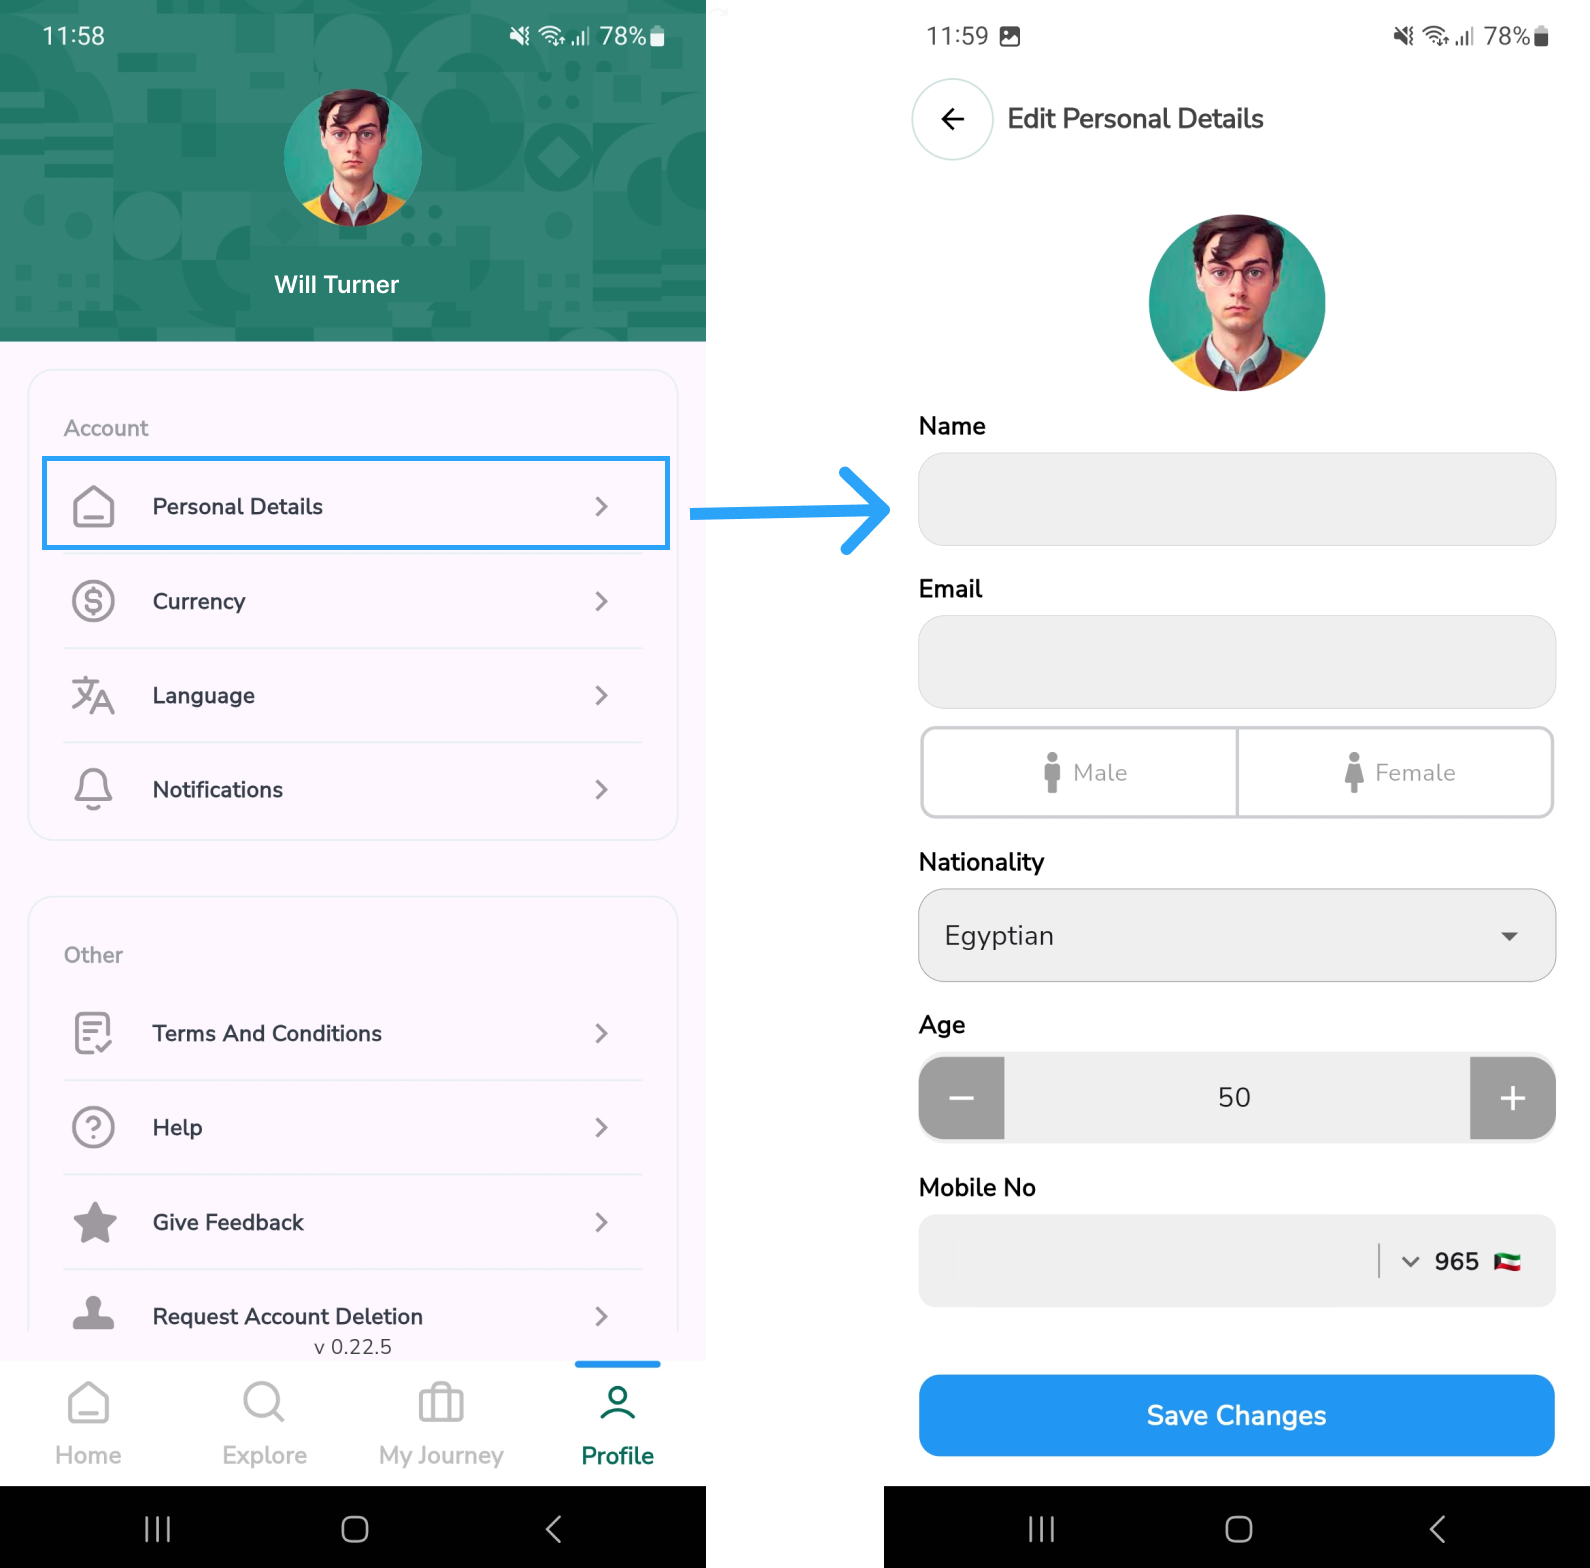 11:58
78%
Will Turner
Account
Personal Details
Currency
Language
Notifications
Other
Terms And Conditions
Help
Give Feedback
Request Account Deletion
v 0.22.5
Home
Explore
My Journey
Profile
11:59
78%
Edit Personal Details
Name
Email
Male
Female
Nationality
Egyptian
Age
50
Mobile No
965
Save Changes